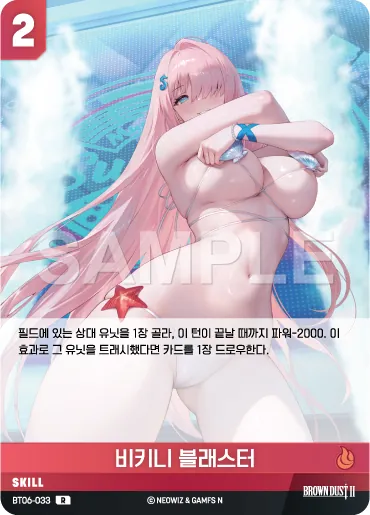 2
SAMPLE
필드에 있는 상대 유닛을 1장 골라, 이 턴이 끝날 때까지 파워-2000. 이
효과로 그 유닛을 트래시했다면 카드를 1장 드로우한다.
비키니 블래스터
SKILL
BT06-033 R
© NEOWIZ & GAMFS N
BROWN DUST II